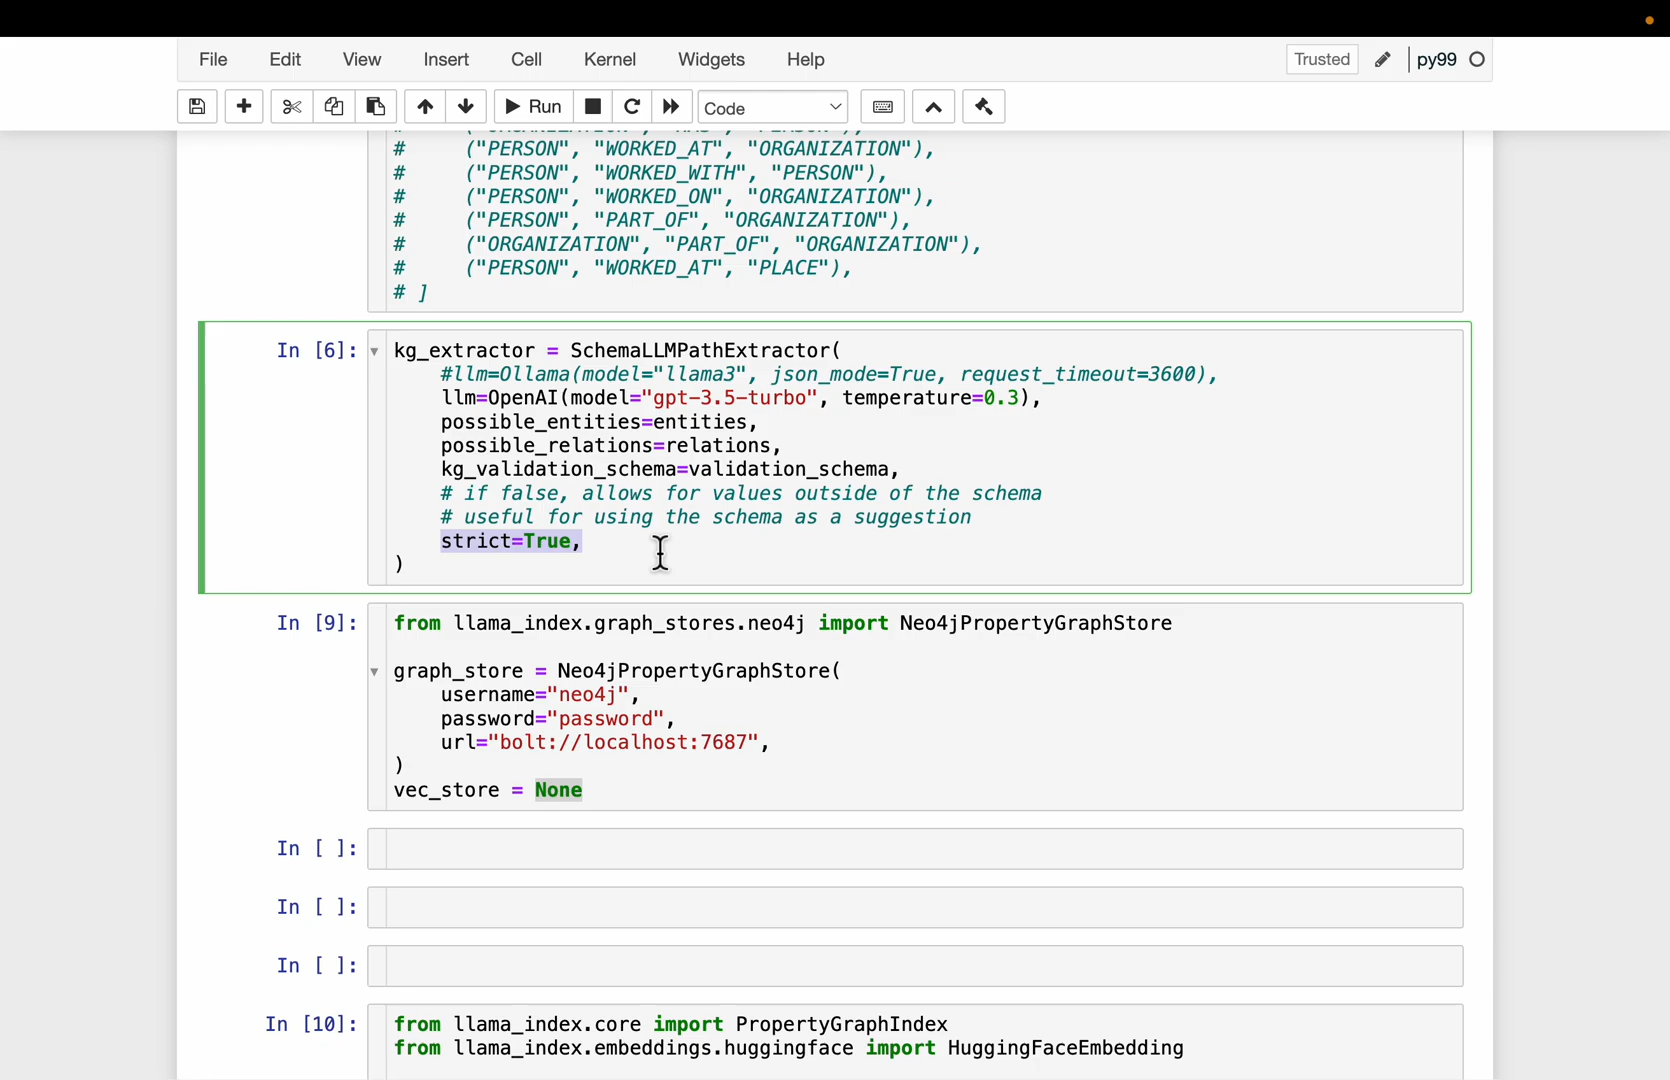 File Edit View Insert Cell Kernel Widgets Help Trusted py99
Run Code
# ("PERSON", "WORKED_AT", "ORGANIZATION"),
# ("PERSON", "WORKED_WITH", "PERSON"),
# ("PERSON", "WORKED_ON", "ORGANIZATION"),
# ("PERSON", "PART_OF", "ORGANIZATION"),
# ("ORGANIZATION", "PART_OF", "ORGANIZATION"),
# ("PERSON", "WORKED_AT", "PLACE"),
# ]
In [6]: kg_extractor = SchemaLLMPathExtractor(
#llm=Ollama(model="llama3", json_mode=True, request_timeout=3600),
llm=OpenAI(model="gpt-3.5-turbo", temperature=0.3),
possible_entities=entities,
possible_relations=relations,
kg_validation_schema=validation_schema,
# if false, allows for values outside of the schema
# useful for using the schema as a suggestion
strict=True,
)
In [9]: from llama_index.graph_stores.neo4j import Neo4jPropertyGraphStore
graph_store = Neo4jPropertyGraphStore(
username="neo4j",
password="password",
url="bolt://localhost:7687",
)
vec_store = None
In [ ]:
In [ ]:
In [ ]:
In [10]: from llama_index.core import PropertyGraphIndex
from llama_index.embeddings.huggingface import HuggingFaceEmbedding